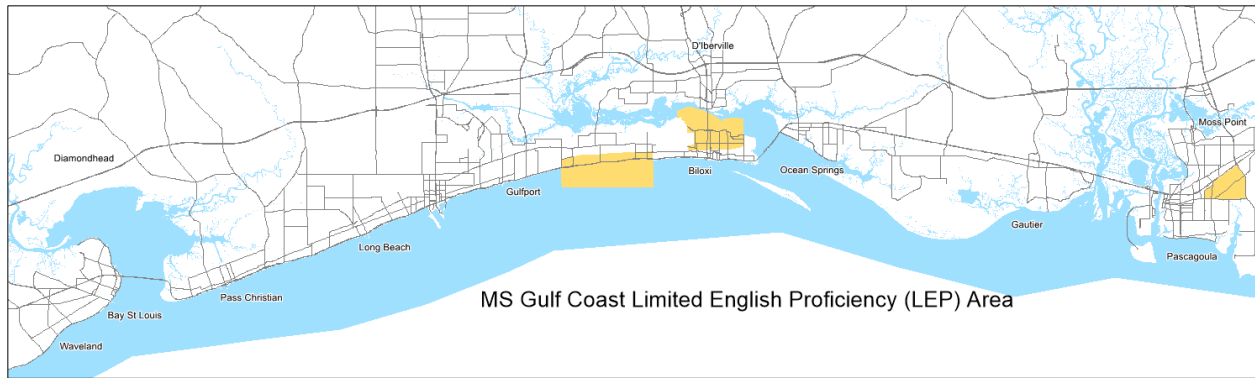 D'Iberville
Moss Point
Diamondhead
Biloxi
Ocean Springs
Gulfport
Gautier
Long Beach
Pascagoula
Pass Christian
MS Gulf Coast Limited English Proficiency (LEP) Area
Bay St Louis
Waveland